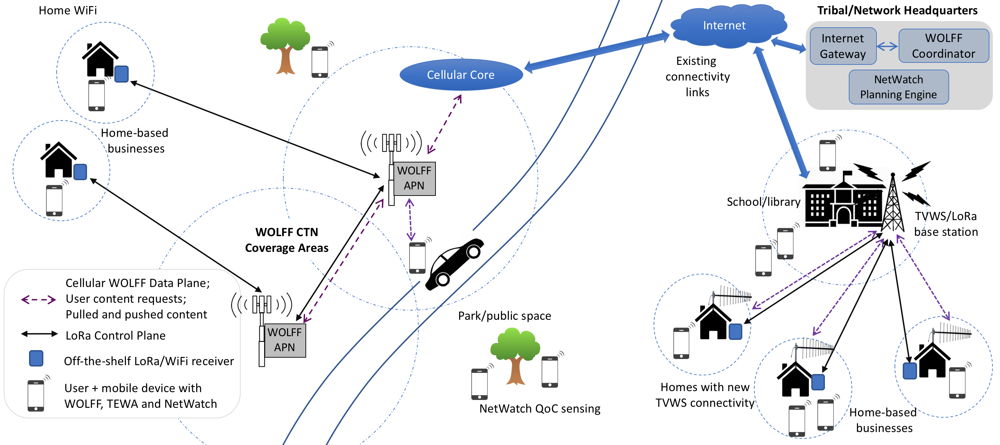 Home WiFi
Home-based
businesses
Cellular Core
Internet
Existing
connectivity
links
Tribal/Network Headquarters
Internet
Gateway
WOLFF
Coordinator
NetWatch
Planning Engine
WOLFF
APN
WOLFF CTN
Coverage Areas
WOLFF
APN
School/library
TVWS/LoRa
base station
Park/public space
NetWatch QoC sensing
Homes with new
TVWS connectivity
Home-based
businesses
Cellular WOLFF Data Plane;
User content requests;
Pulled and pushed content
LoRa Control Plane
Off-the-shelf LoRa/WiFi receiver
User + mobile device with
WOLFF, TEWA and NetWatch